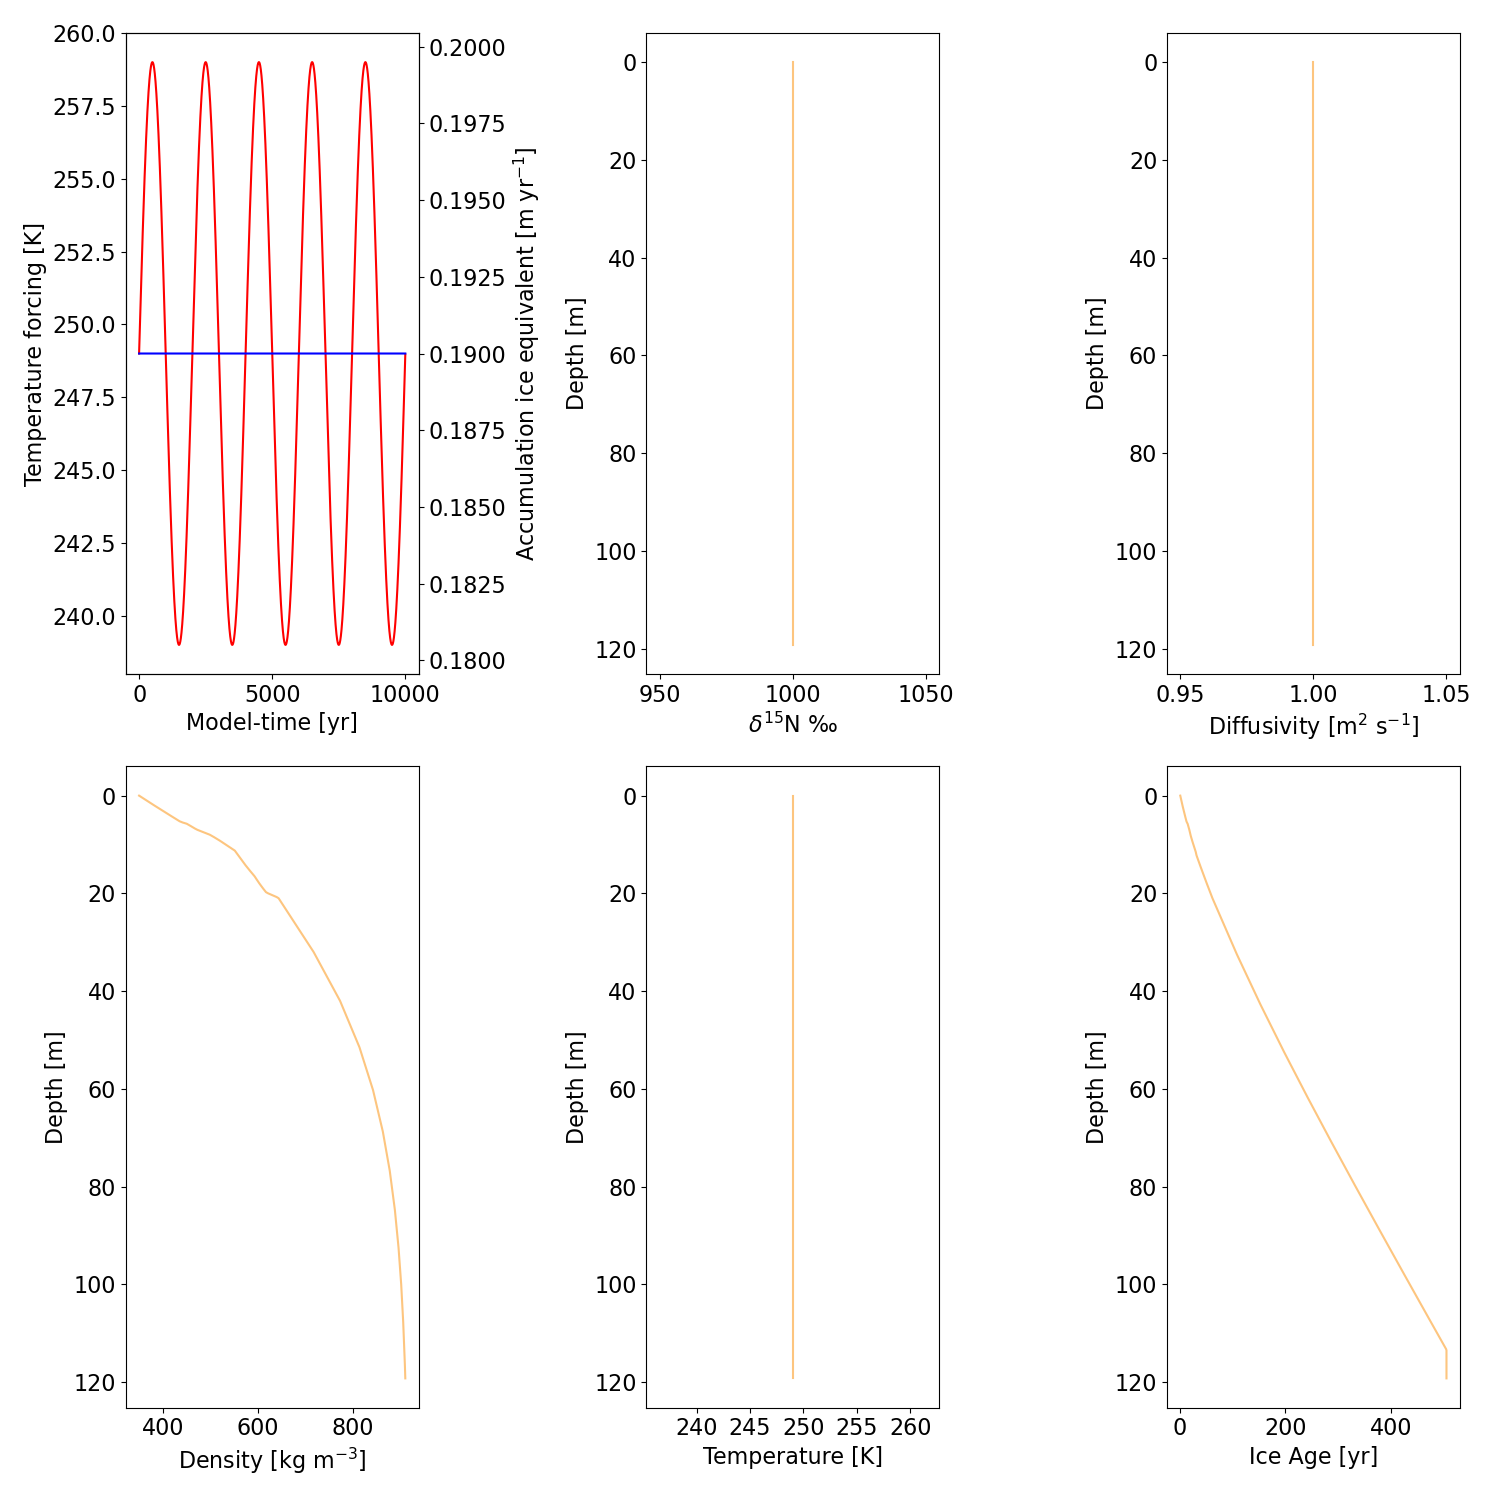 260.0
257.5
255.0
252.5
250.0
247.5
245.0
242.5
240.0
Temperature forcing [K]
0 5000 10000
Model-time [yr]
0.2000
0.1975
0.1950
0.1925
0.1900
0.1875
0.1850
0.1825
0.1800
Accumulation ice equivalent [m yr⁻¹]
0
20
40
60
80
100
120
Depth [m]
950 1000 1050
δ¹⁵N ‰
0
20
40
60
80
100
120
Depth [m]
0.95 1.00 1.05
Diffusivity [m² s⁻¹]
0
20
40
60
80
100
120
Depth [m]
400 600 800
Density [kg m⁻³]
0
20
40
60
80
100
120
Depth [m]
240 245 250 255 260
Temperature [K]
0
20
40
60
80
100
120
Depth [m]
0 200 400
Ice Age [yr]